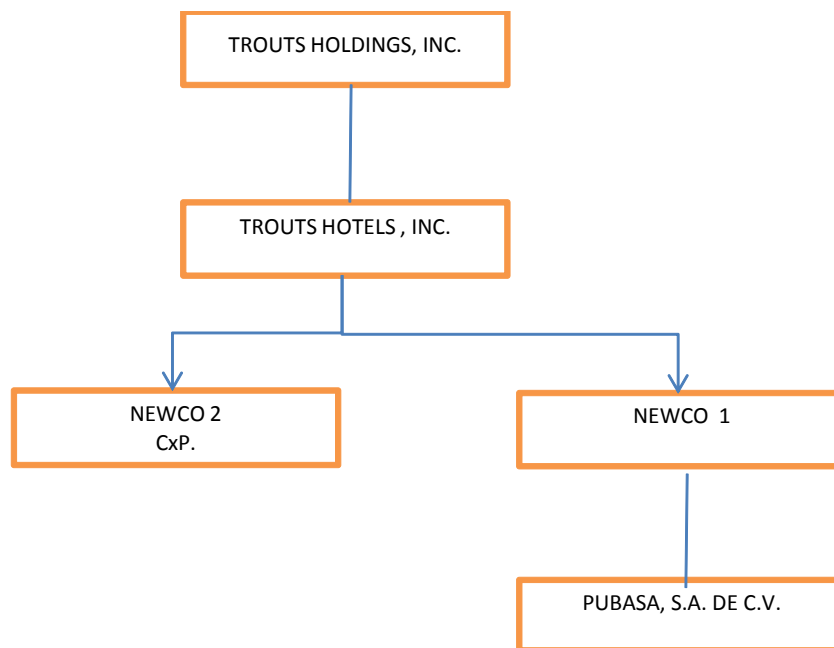 TROUTS HOLDINGS, INC.
TROUTS HOTELS , INC.
NEWCO 2
CxP.
NEWCO 1
PUBASA, S.A. DE C.V.